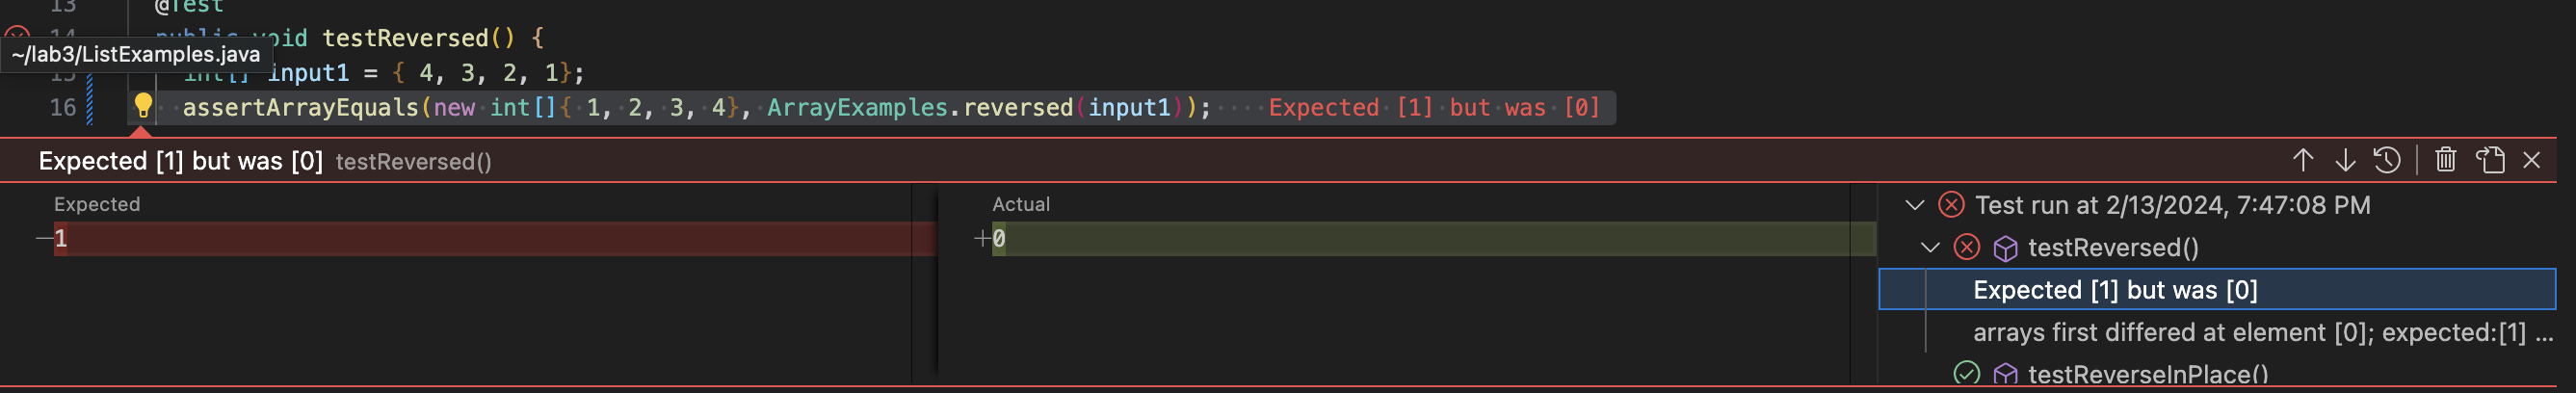 13 @Test
14 public void testReversed() {
~/lab3/ListExamples.java
15 int[] input1 = { 4, 3, 2, 1};
16 assertArrayEquals(new int[]{ 1, 2, 3, 4}, ArrayExamples.reversed(input1)); Expected [1] but was [0]
Expected [1] but was [0] testReversed()
Expected
-1
Actual
+0
Test run at 2/13/2024, 7:47:08 PM
testReversed()
Expected [1] but was [0]
arrays first differed at element [0]; expected:[1] ...
testReverseInPlace()